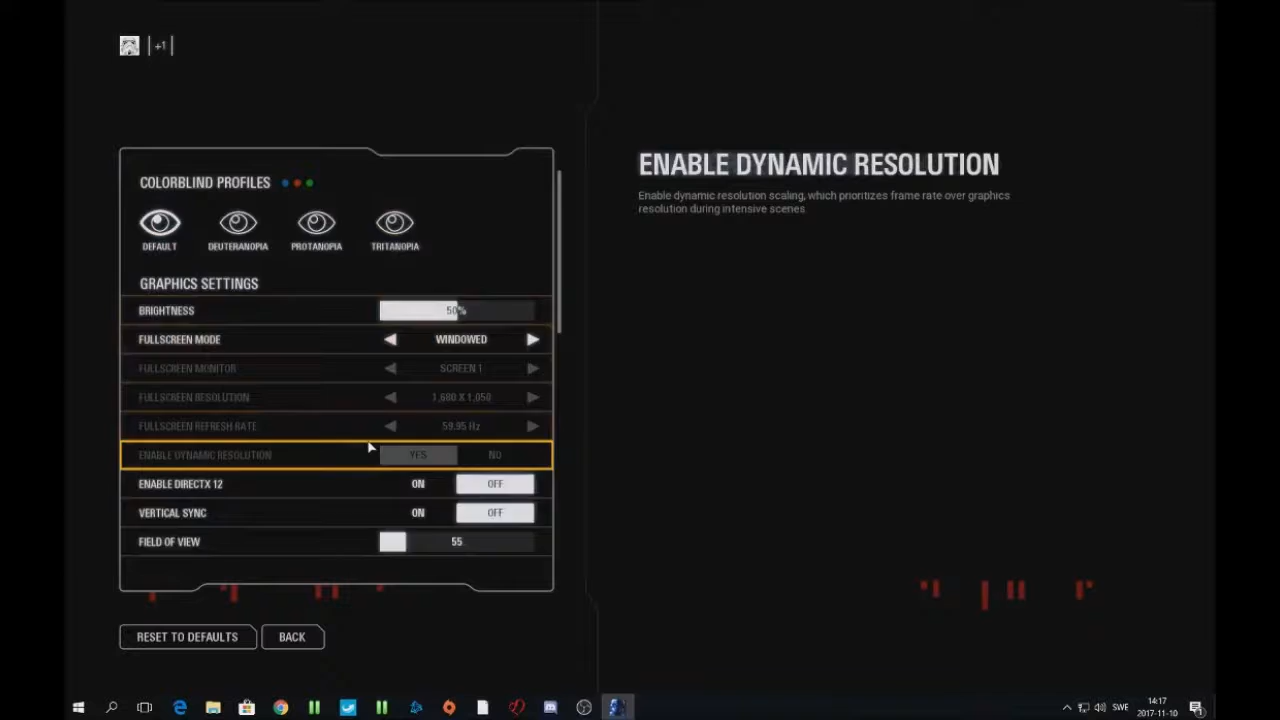 +1
COLORBLIND PROFILES
DEFAULT DEUTERANOPIA PROTANOPIA TRITANOPIA
GRAPHICS SETTINGS
BRIGHTNESS 50%
FULLSCREEN MODE WINDOWED
FULLSCREEN MONITOR SCREEN 1
FULLSCREEN RESOLUTION 1,680 X 1,050
FULLSCREEN REFRESH RATE 59.95 Hz
ENABLE DYNAMIC RESOLUTION YES NO
ENABLE DIRECTX 12 ON OFF
VERTICAL SYNC ON OFF
FIELD OF VIEW 55
RESET TO DEFAULTS BACK
ENABLE DYNAMIC RESOLUTION
Enable dynamic resolution scaling, which prioritizes frame rate over graphics
resolution during intensive scenes.
SWE
14:17
2017-11-10